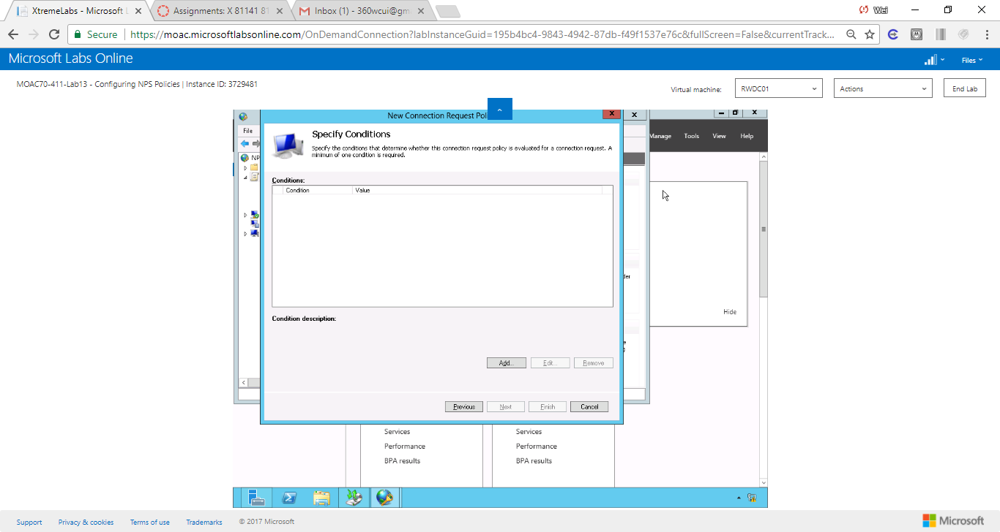 XtremeLabs - Microsoft L
Assignments: X 81141 81
Inbox (1) - 360wcui@gm
Wei
Secure
https://moac.microsoftlabsonline.com/OnDemandConnection?labInstanceGuid=195b4bc4-9843-4942-87db-f49f1537e76c&fullScreen=False&currentTrack...
Microsoft Labs Online
Files
MOAC70-411-Lab13 - Configuring NPS Policies | Instance ID: 3729481
Virtual machine:
RWDC01
Actions
End Lab
New Connection Request Pol
File
Manage
Tools
View
Help
Specify Conditions
Specify the conditions that determine whether this connection request policy is evaluated for a connection request. A
minimum of one condition is required.
NP
Conditions:
Condition
Value
der
Hide
Condition description:
e
Add...
Edit...
Remove
Previous
Next
Finish
Cancel
Services
Services
Performance
Performance
BPA results
BPA results
Support
Privacy & cookies
Terms of use
Trademarks
© 2017 Microsoft
Microsoft